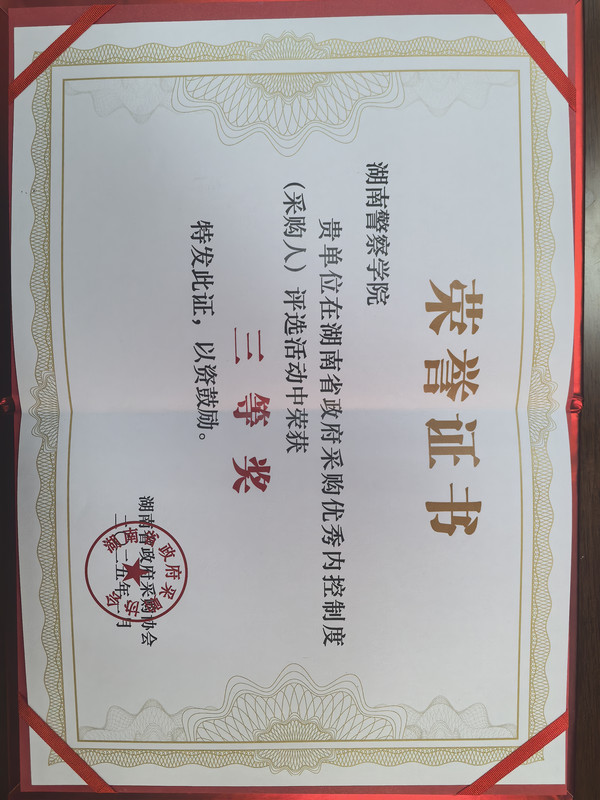 荣誉证书
湖南警察学院
贵单位在湖南省政府采购优秀内控制度
(采购人)评选活动中荣获
三等奖
特发此证，以资鼓励。
湖南省政府采购协会